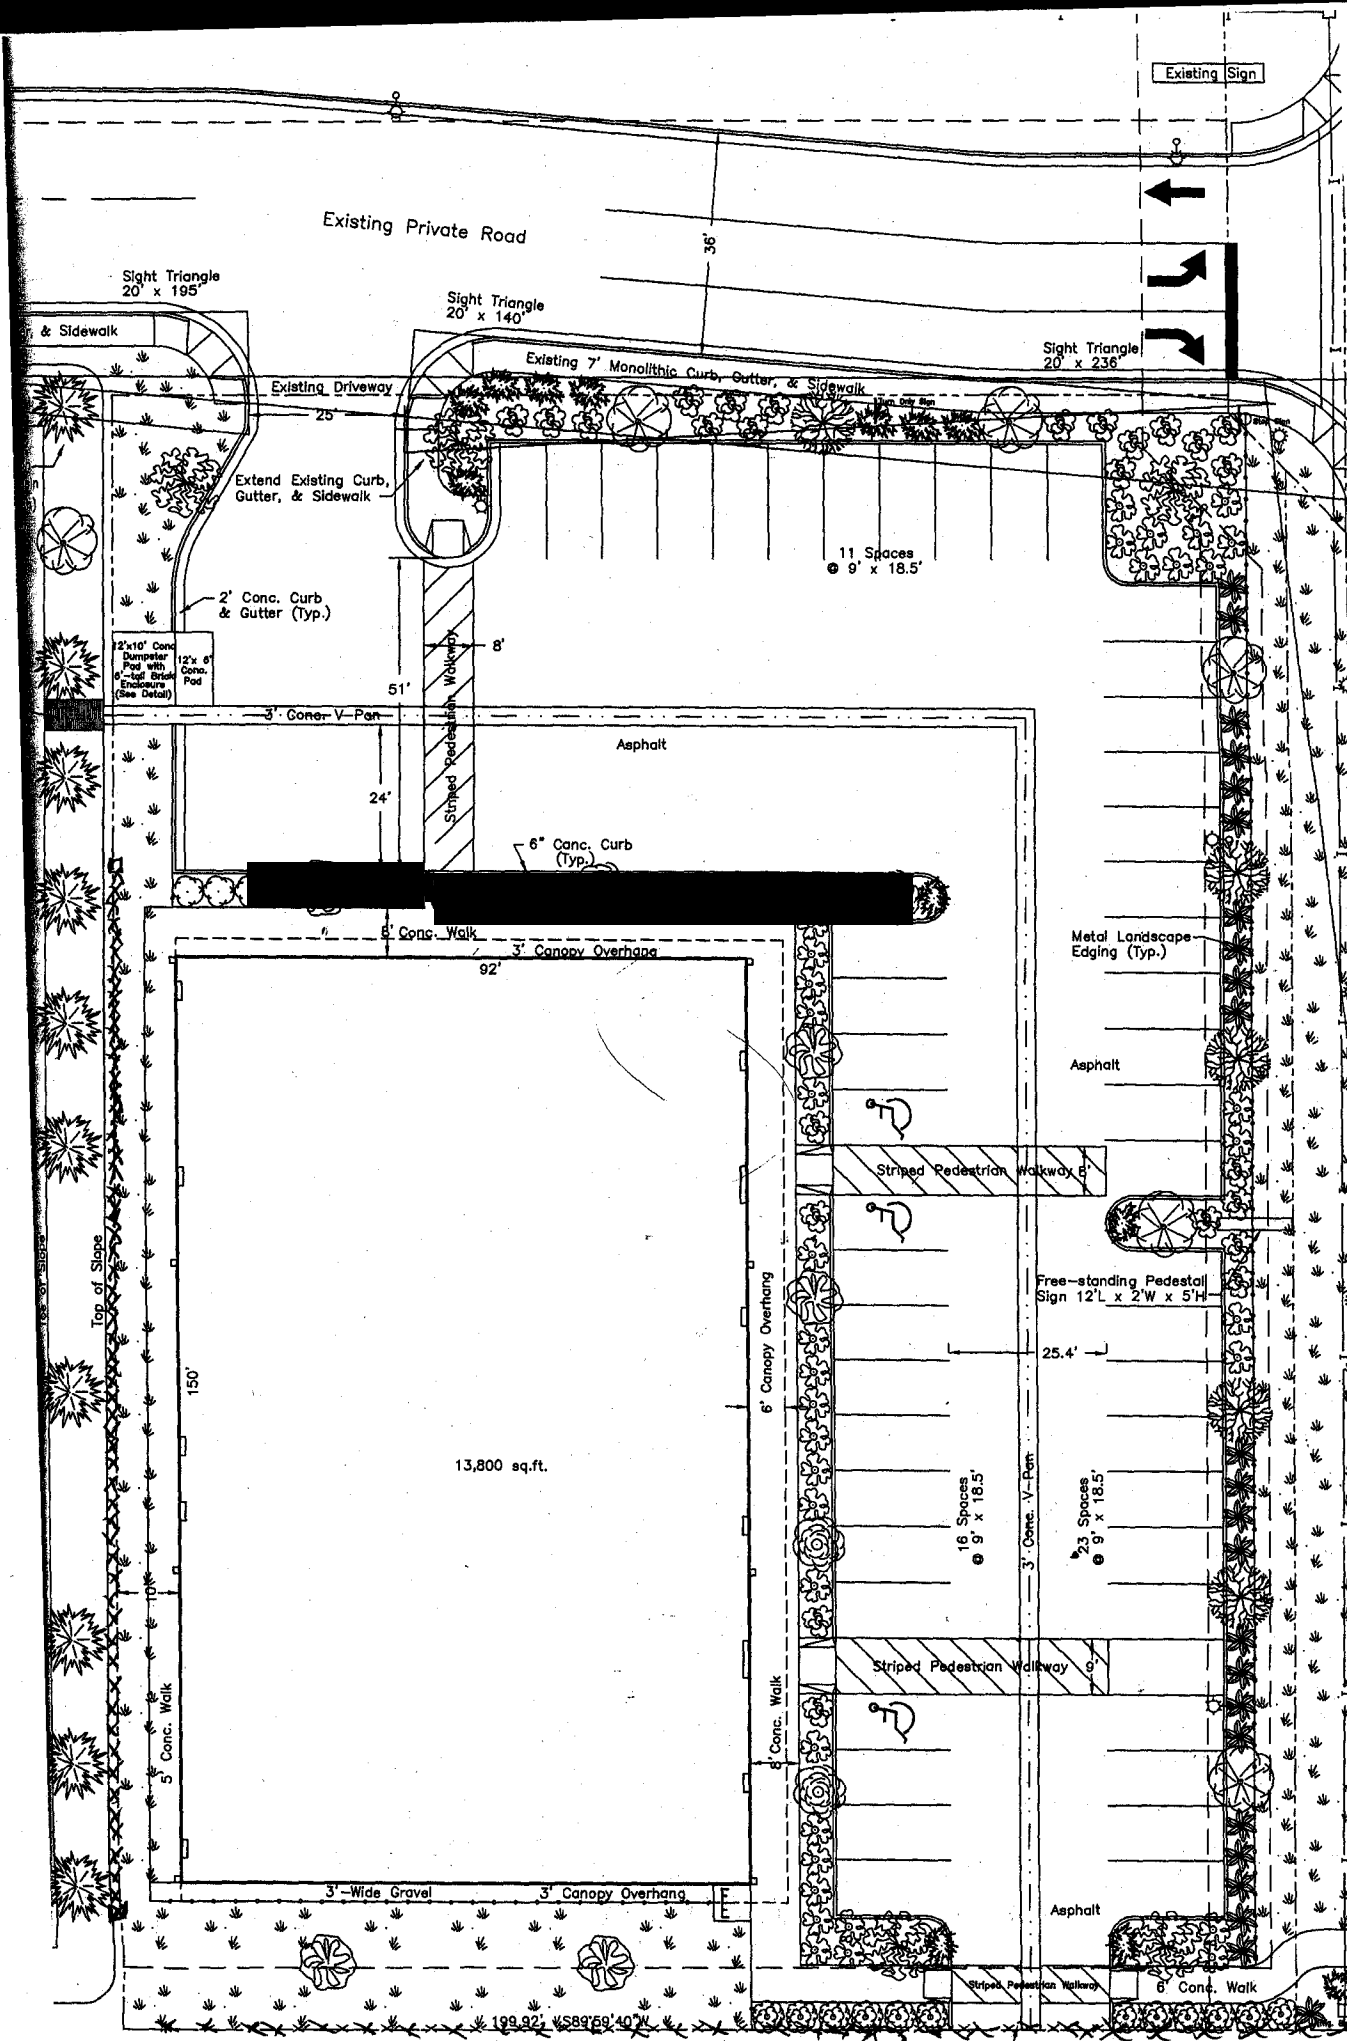 Existing Sign
Existing Private Road
36'
Sight Triangle
20' x 195'
Sight Triangle
20' x 140'
Sight Triangle
20' x 236'
& Sidewalk
Existing 7' Monolithic Curb, Gutter, & Sidewalk
Existing Driveway
25'
Extend Existing Curb,
Gutter, & Sidewalk
11 Spaces
@ 9' x 18.5'
2' Conc. Curb
& Gutter (Typ.)
12'x10' Conc
Dumpster
Pad with
6'-tall Brick
Enclosure
(See Detail)
12'x 6'
Conc.
Pad
8'
Striped Pedestrian Walkway
51'
3' Conc. V-Pan
Asphalt
24'
6" Conc. Curb
(Typ.)
8' Conc. Walk
3' Canopy Overhang
92'
Metal Landscape
Edging (Typ.)
Asphalt
Striped Pedestrian Walkway 8'
Top of Slope
Free-standing Pedestal
Sign 12'L x 2'W x 5'H
6' Canopy Overhang
25.4'
150'
13,800 sq.ft.
16 Spaces
@ 9' x 18.5'
3' Conc. V-Pan
23 Spaces
@ 9' x 18.5'
10'
Striped Pedestrian Walkway 9'
5' Conc. Walk
8' Conc. Walk
3'-Wide Gravel
3' Canopy Overhang
Asphalt
Striped Pedestrian Walkway
6' Conc. Walk
199.92'
S89°59'40"W